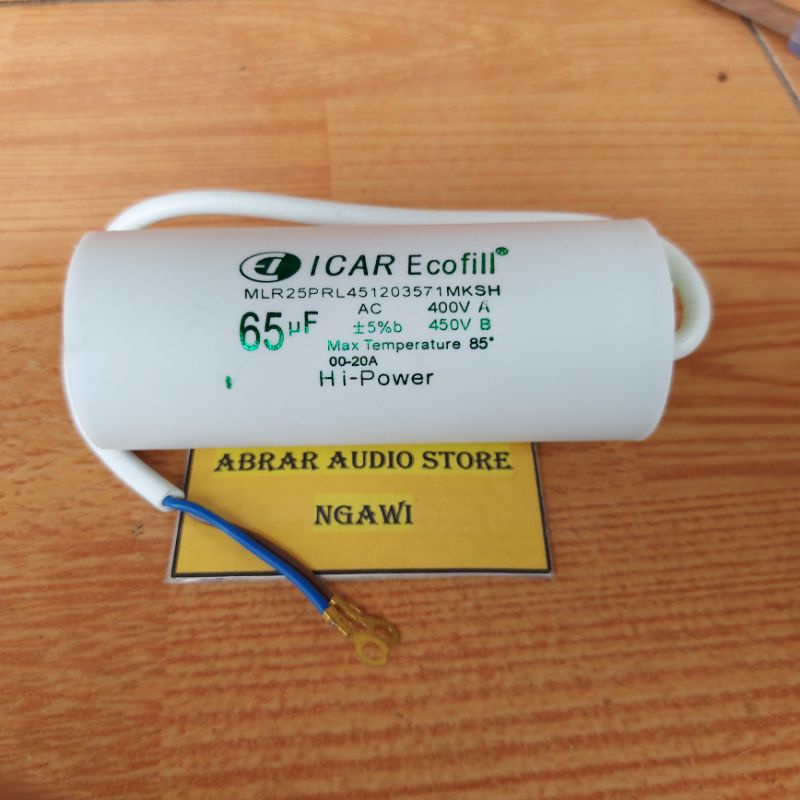 ICAR Ecofill®
MLR25PRL451203571MKSH
65µF AC 400V A
±5%b 450V B
Max Temperature 85°
00-20A
Hi-Power
ABRAR AUDIO STORE
NGAWI